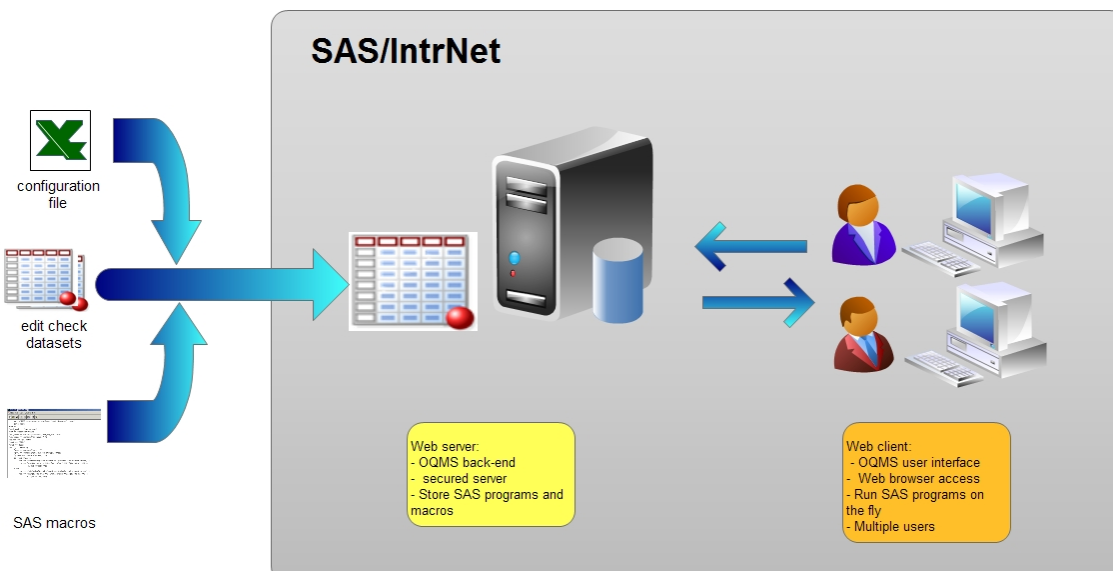 SAS/IntrNet
configuration
file
edit check
datasets
SAS macros
Web server:
- OQMS back-end
- secured server
- Store SAS programs and
macros
Web client:
- OQMS user interface
- Web browser access
- Run SAS programs on
the fly
- Multiple users